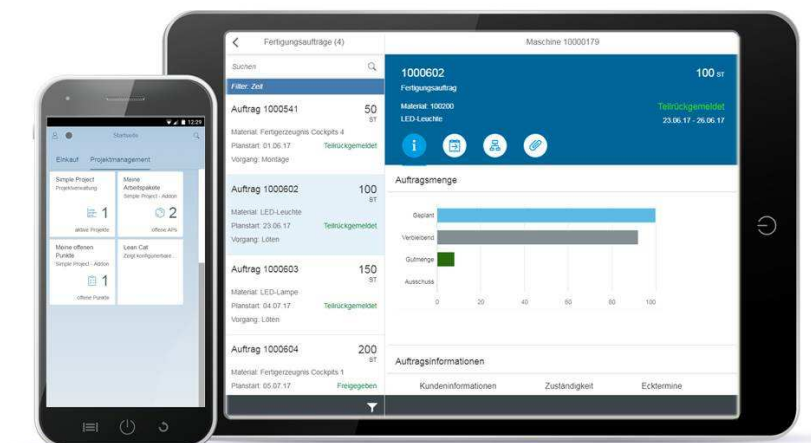 12:29
Startseite
Einkauf Projektmanagement
Simple Project
Projektverwaltung
1
aktive Projekte
Meine
Arbeitspakete
Simple Project - Addon
2
offene APs
Meine offenen
Punkte
Simple Project - Addon
1
offene Punkte
Lean Cat
Zeigt konfigurierbare...
Fertigungsaufträge (4)
Suchen
Filter: Zeit
Auftrag 1000541 50
ST
Material: Fertigerzeugnis Cockpits 4
Planstart: 01.06.17 Teilrückgemeldet
Vorgang: Montage
Auftrag 1000602 100
ST
Material: LED-Leuchte
Planstart: 23.06.17 Teilrückgemeldet
Vorgang: Löten
Auftrag 1000603 150
ST
Material: LED-Lampe
Planstart: 04.07.17 Teilrückgemeldet
Vorgang: Löten
Auftrag 1000604 200
ST
Material: Fertigerzeugnis Cockpits 1
Planstart: 05.07.17 Freigegeben
Maschine 10000179
1000602 100 ST
Fertigungsauftrag
Material: 100200 Teilrückgemeldet
LED-Leuchte 23.06.17 - 26.06.17
Auftragsmenge
Geplant
Verbleibend
Gutmenge
Ausschuss
0 20 40 60 80 100
Auftragsinformationen
Kundeninformationen Zuständigkeit Ecktermine